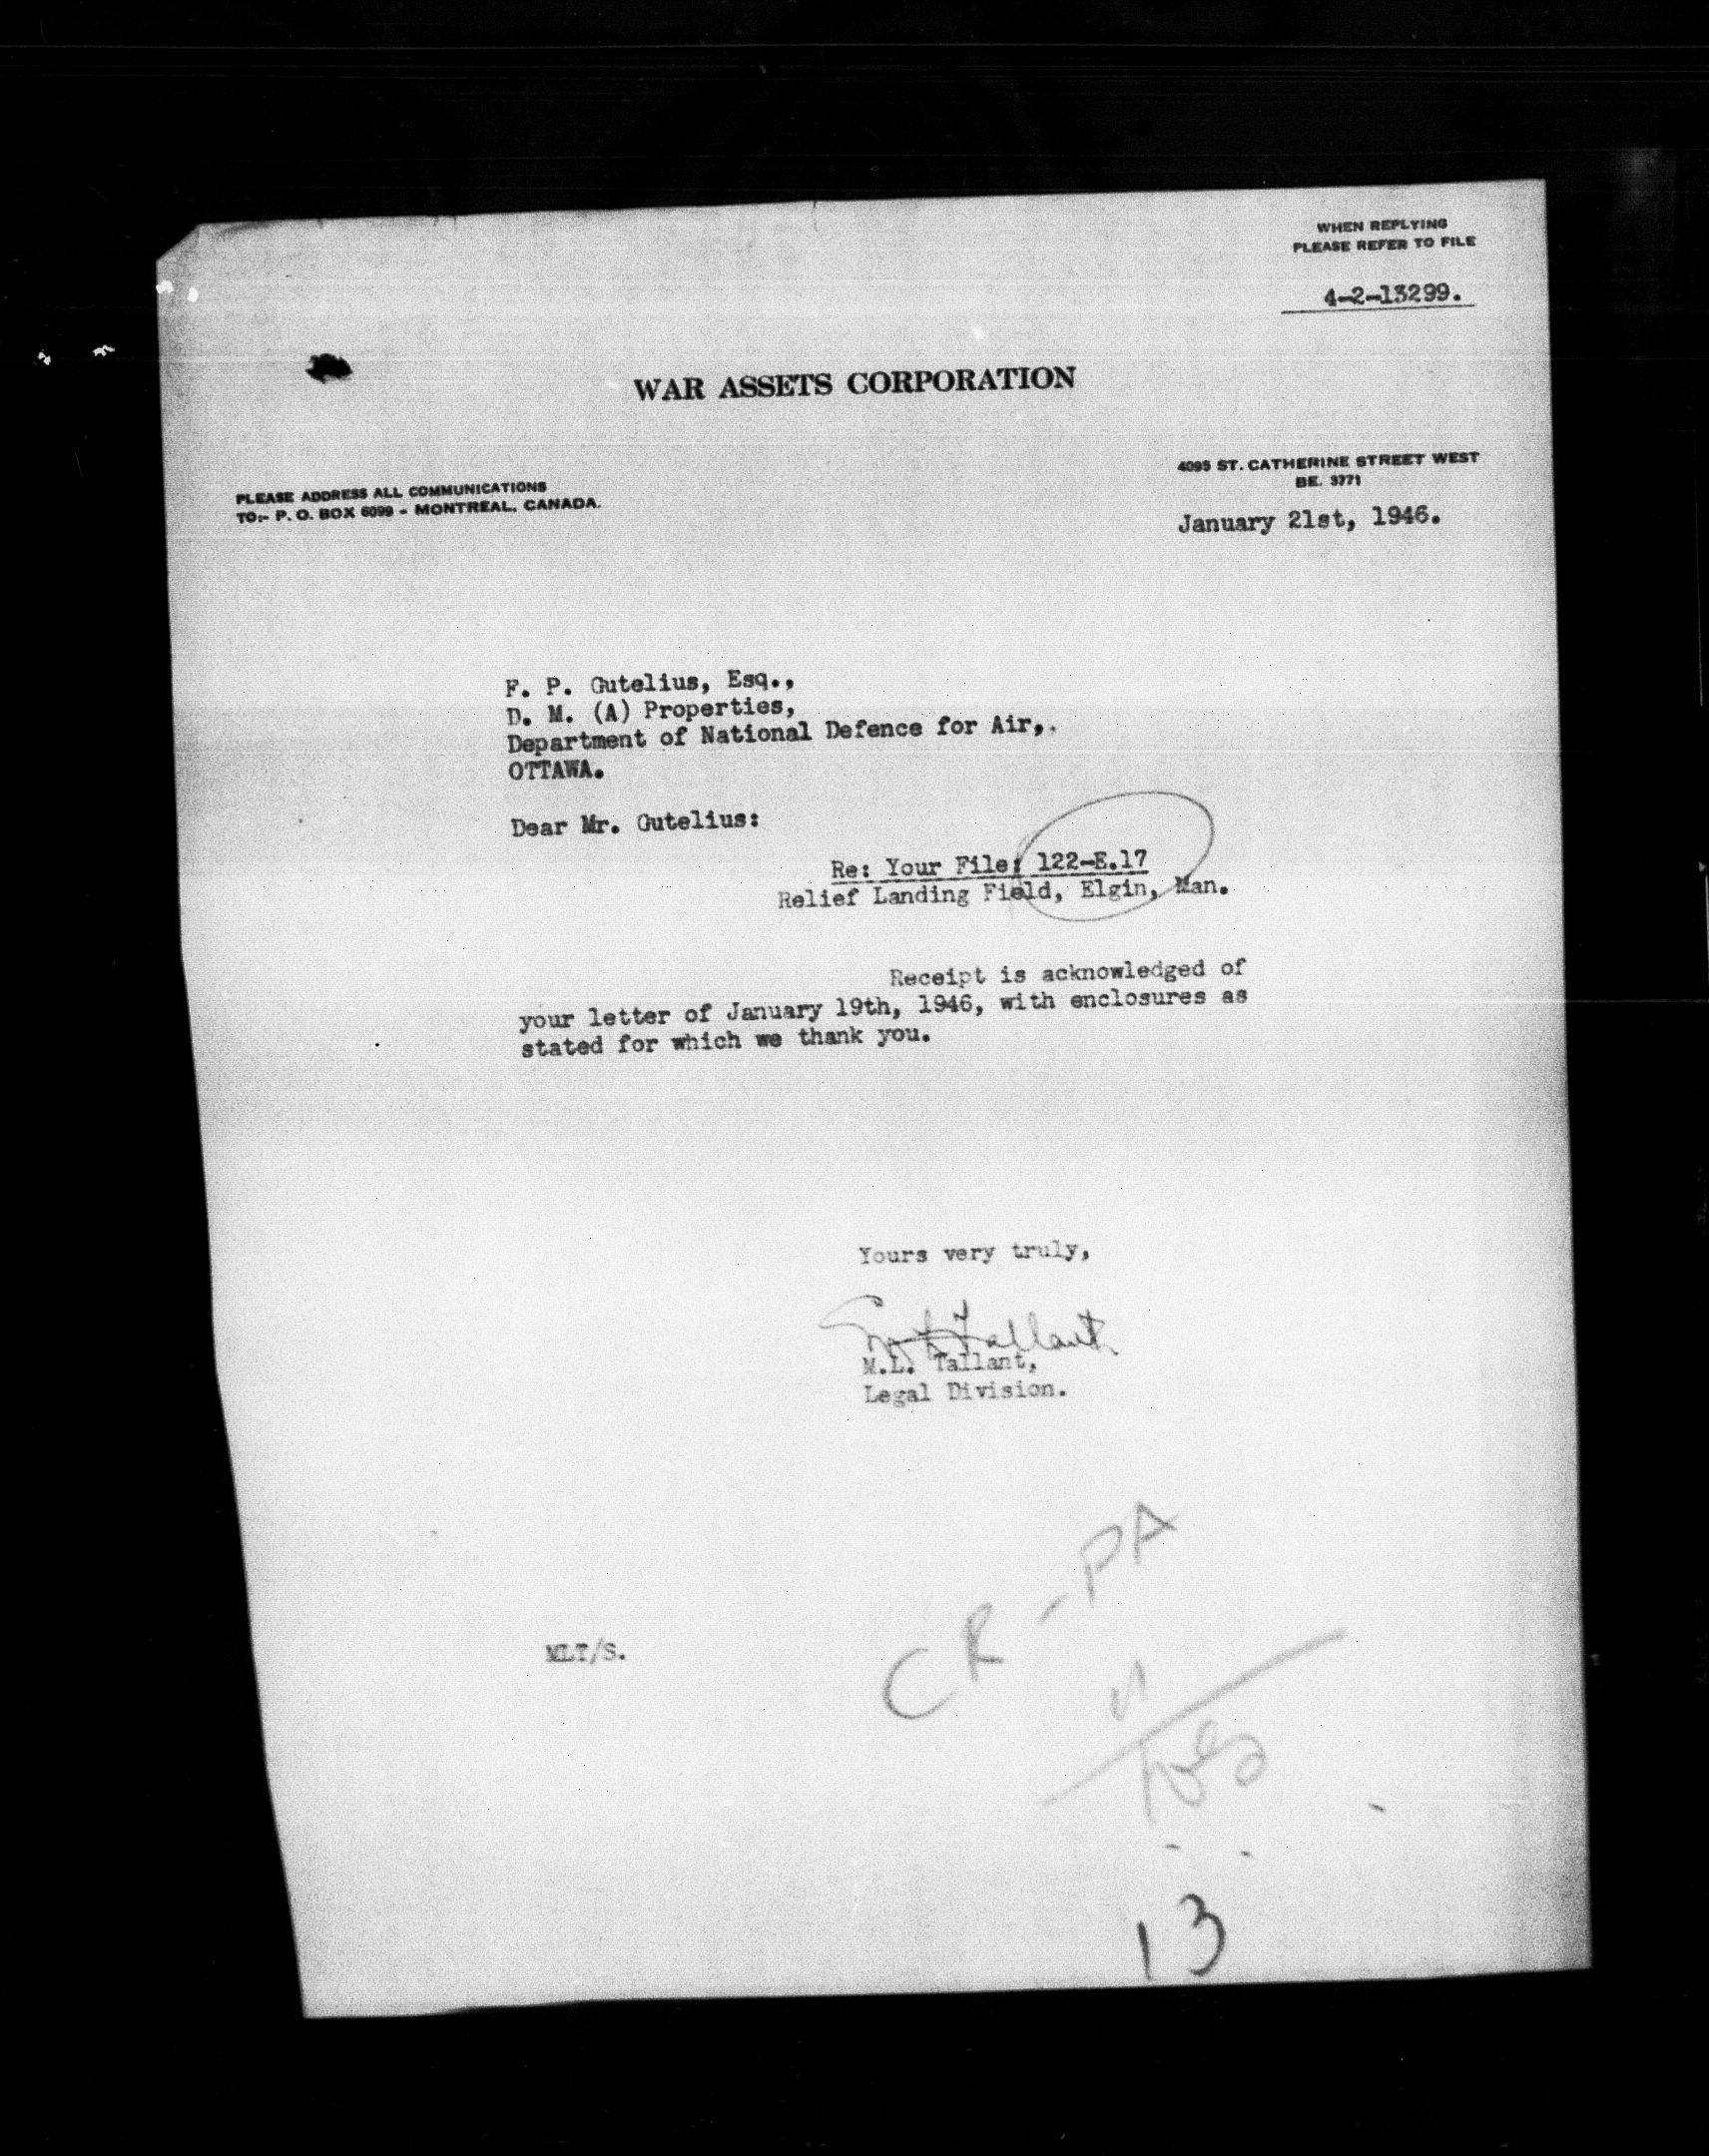 WHEN REPLYING
PLEASE REFER TO FILE
4-2-13299.
WAR ASSETS CORPORATION
4095 ST. CATHERINE STREET WEST
BE. 3771
PLEASE ADDRESS ALL COMMUNICATIONS
TO:- P. O. BOX 6099 - MONTREAL, CANADA.
January 21st, 1946.
F. P. Gutelius, Esq.,
D. M. (A) Properties,
Department of National Defence for Air,.
OTTAWA.
Dear Mr. Gutelius:
Re: Your File: 122-E.17
Relief Landing Field, Elgin, Man.
Receipt is acknowledged of
your letter of January 19th, 1946, with enclosures as
stated for which we thank you.
Yours very truly,
M L Tallant
M.L. Tallant,
Legal Division.
CR - PA
MLT/S.
13